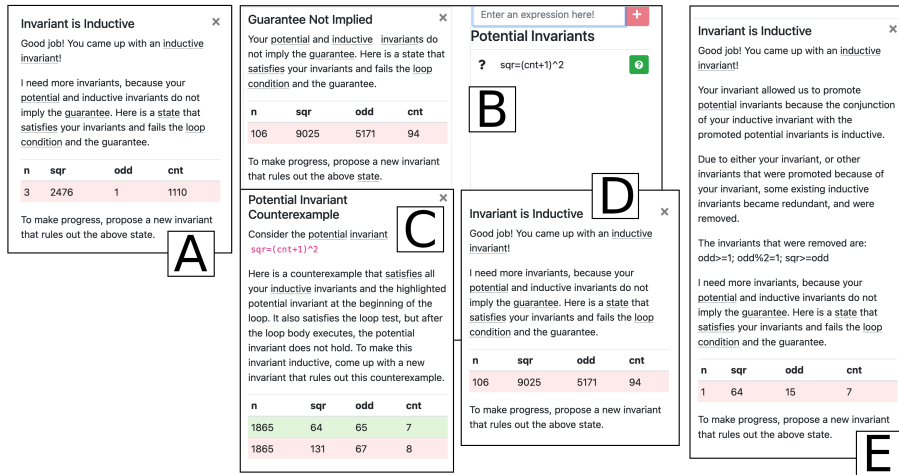 Invariant is Inductive ×
Good job! You came up with an inductive
invariant!
I need more invariants, because your
potential and inductive invariants do not
imply the guarantee. Here is a state that
satisfies your invariants and fails the loop
condition and the guarantee.
n sqr odd cnt
3 2476 1 1110
To make progress, propose a new invariant
that rules out the above state.
A
Guarantee Not Implied ×
Your potential and inductive invariants do
not imply the guarantee. Here is a state that
satisfies your invariants and fails the loop
condition and the guarantee.
n sqr odd cnt
106 9025 5171 94
To make progress, propose a new invariant
that rules out the above state.
Enter an expression here! +
Potential Invariants
? sqr=(cnt+1)^2 ?
B
Potential Invariant ×
Counterexample
Consider the potential invariant
sqr=(cnt+1)^2
C
Here is a counterexample that satisfies all
your inductive invariants and the highlighted
potential invariant at the beginning of the
loop. It also satisfies the loop test, but after
the loop body executes, the potential
invariant does not hold. To make this
invariant inductive, come up with a new
invariant that rules out this counterexample.
n sqr odd cnt
1865 64 65 7
1865 131 67 8
D
Invariant is Inductive ×
Good job! You came up with an inductive
invariant!
I need more invariants, because your
potential and inductive invariants do not
imply the guarantee. Here is a state that
satisfies your invariants and fails the loop
condition and the guarantee.
n sqr odd cnt
106 9025 5171 94
To make progress, propose a new invariant
that rules out the above state.
Invariant is Inductive ×
Good job! You came up with an inductive
invariant!
Your invariant allowed us to promote
potential invariants because the conjunction
of your inductive invariant with the
promoted potential invariants is inductive.
Due to either your invariant, or other
invariants that were promoted because of
your invariant, some existing inductive
invariants became redundant, and were
removed.
The invariants that were removed are:
odd>=1; odd%2=1; sqr>=odd
I need more invariants, because your
potential and inductive invariants do not
imply the guarantee. Here is a state that
satisfies your invariants and fails the loop
condition and the guarantee.
n sqr odd cnt
1 64 15 7
To make progress, propose a new invariant
that rules out the above state.
E